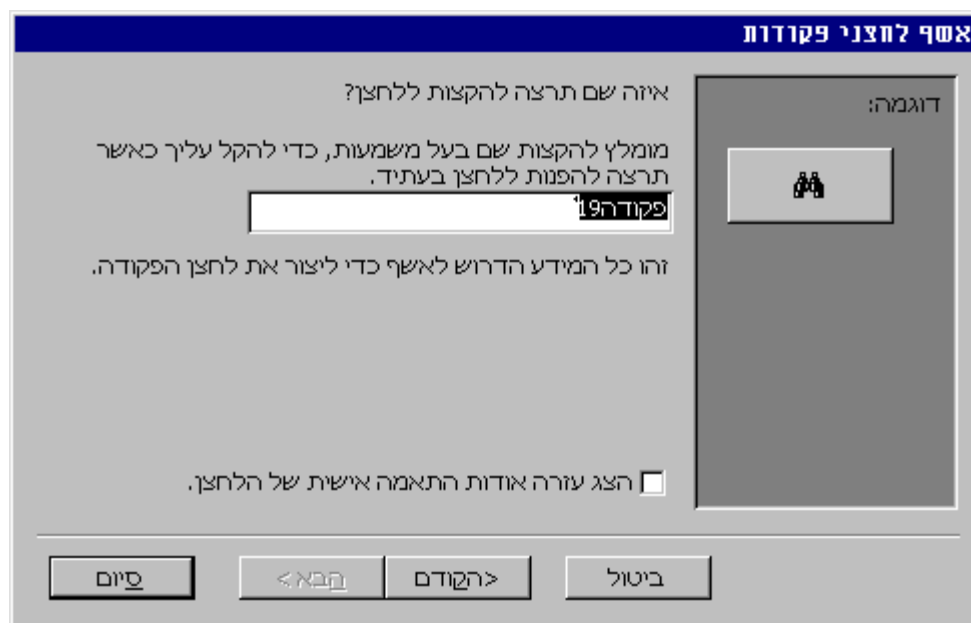 אשף לחצני פקודות
דוגמה:
איזה שם תרצה להקצות ללחצן?
מומלץ להקצות שם בעל משמעות, כדי להקל עליך כאשר
תרצה להפנות ללחצן בעתיד.
פקודה19
זהו כל המידע הדרוש לאשף כדי ליצור את לחצן הפקודה.
הצג עזרה אודות התאמה אישית של הלחצן.
ביטול
<הקודם
הבא>
סיום